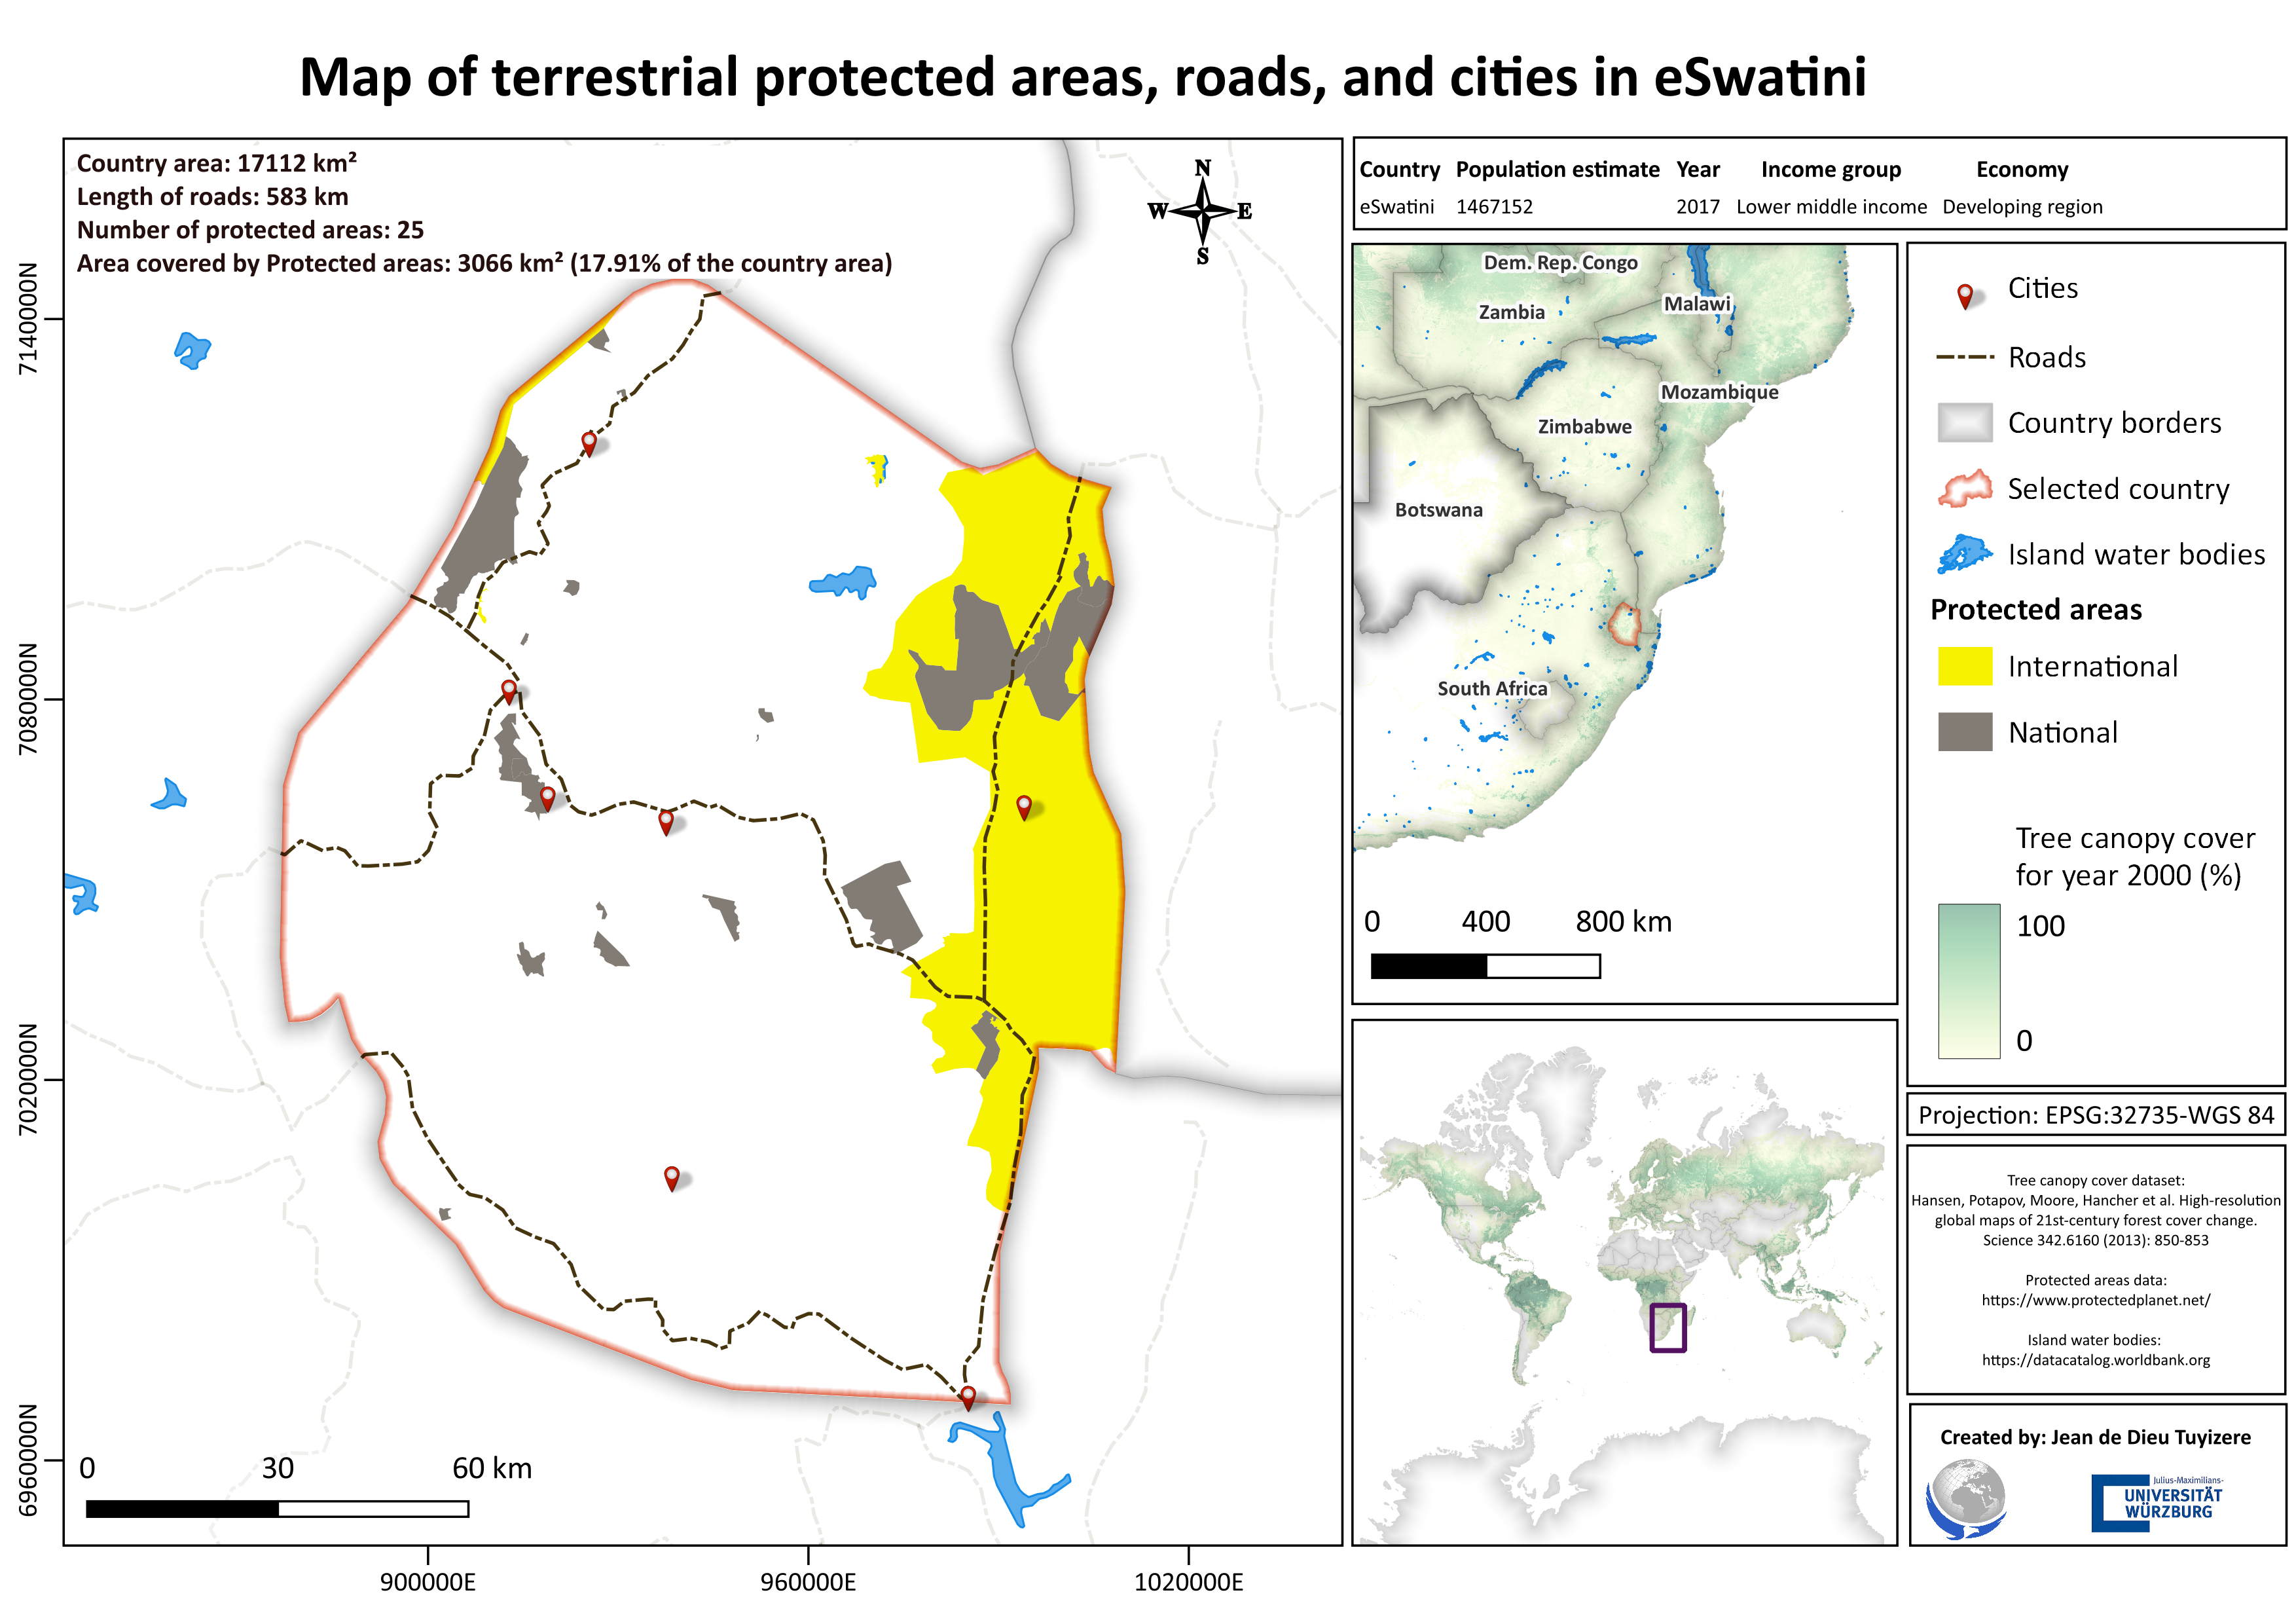 Map of terrestrial protected areas, roads, and cities in eSwatini
Country area: 17112 km²
Length of roads: 583 km
Number of protected areas: 25
Area covered by Protected areas: 3066 km² (17.91% of the country area)
N
W E
S
7140000N
7080000N
7020000N
6960000N
900000E 960000E 1020000E
0 30 60 km
Country Population estimate Year Income group Economy
eSwatini 1467152 2017 Lower middle income Developing region
Dem. Rep. Congo
Zambia
Malawi
Mozambique
Zimbabwe
Botswana
South Africa
0 400 800 km
Cities
Roads
Country borders
Selected country
Island water bodies
Protected areas
International
National
Tree canopy cover
for year 2000 (%)
100
0
Projection: EPSG:32735-WGS 84
Tree canopy cover dataset:
Hansen, Potapov, Moore, Hancher et al. High-resolution
global maps of 21st-century forest cover change.
Science 342.6160 (2013): 850-853
Protected areas data:
https://www.protectedplanet.net/
Island water bodies:
https://datacatalog.worldbank.org
Created by: Jean de Dieu Tuyizere
Julius-Maximilians-
UNIVERSITÄT
WÜRZBURG